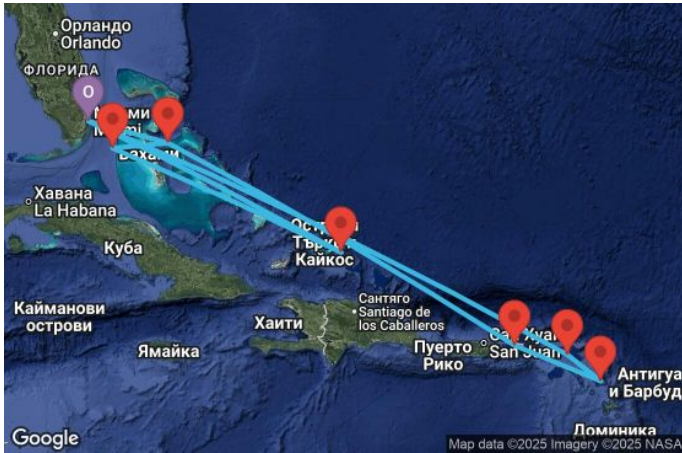 Орландо
Orlando
ФЛОРИДА
О
Бахами
Хавана
La Habana
Куба
Кайкос
Сантяго
Santiago de
los Caballeros
Кайманови
острови
Хаити
Ямайка
Пуерто
Рико
San Juan
Антигуа
и Барбуд
Доминика
Google
Map data ©2025 Imagery ©2025 NASA